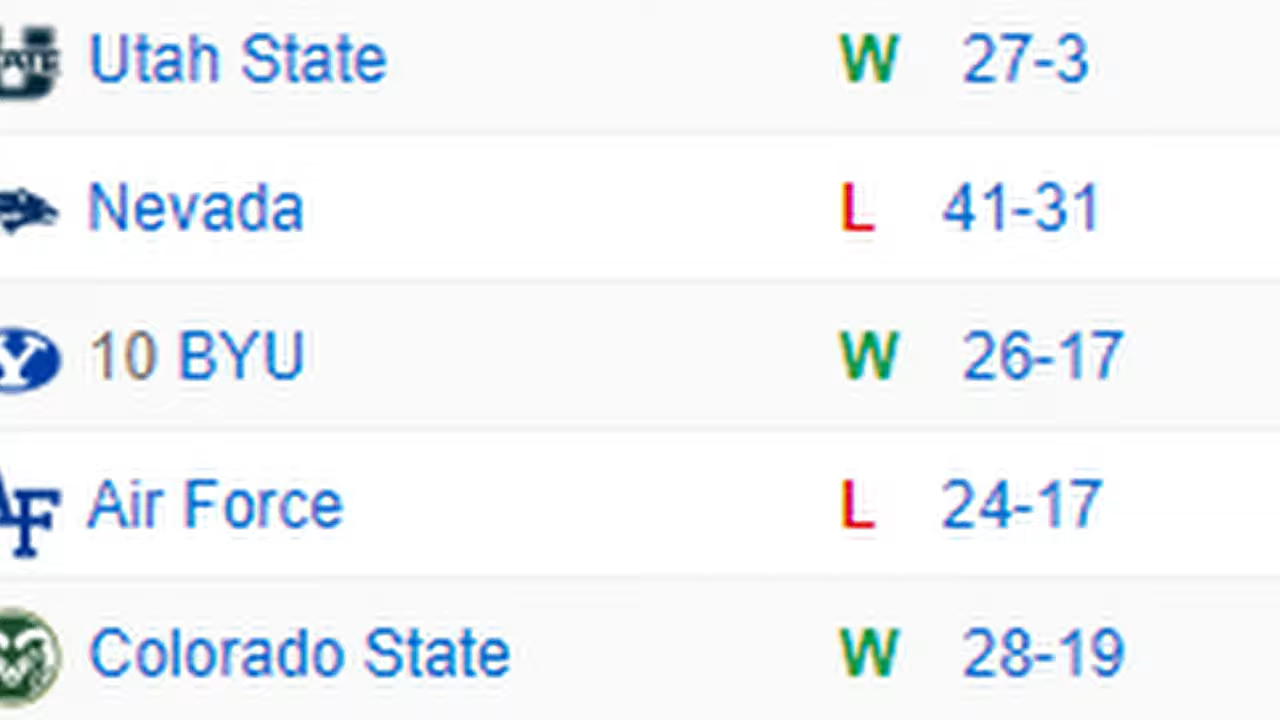 Utah State W 27-3
Nevada L 41-31
10 BYU W 26-17
Air Force L 24-17
Colorado State W 28-19